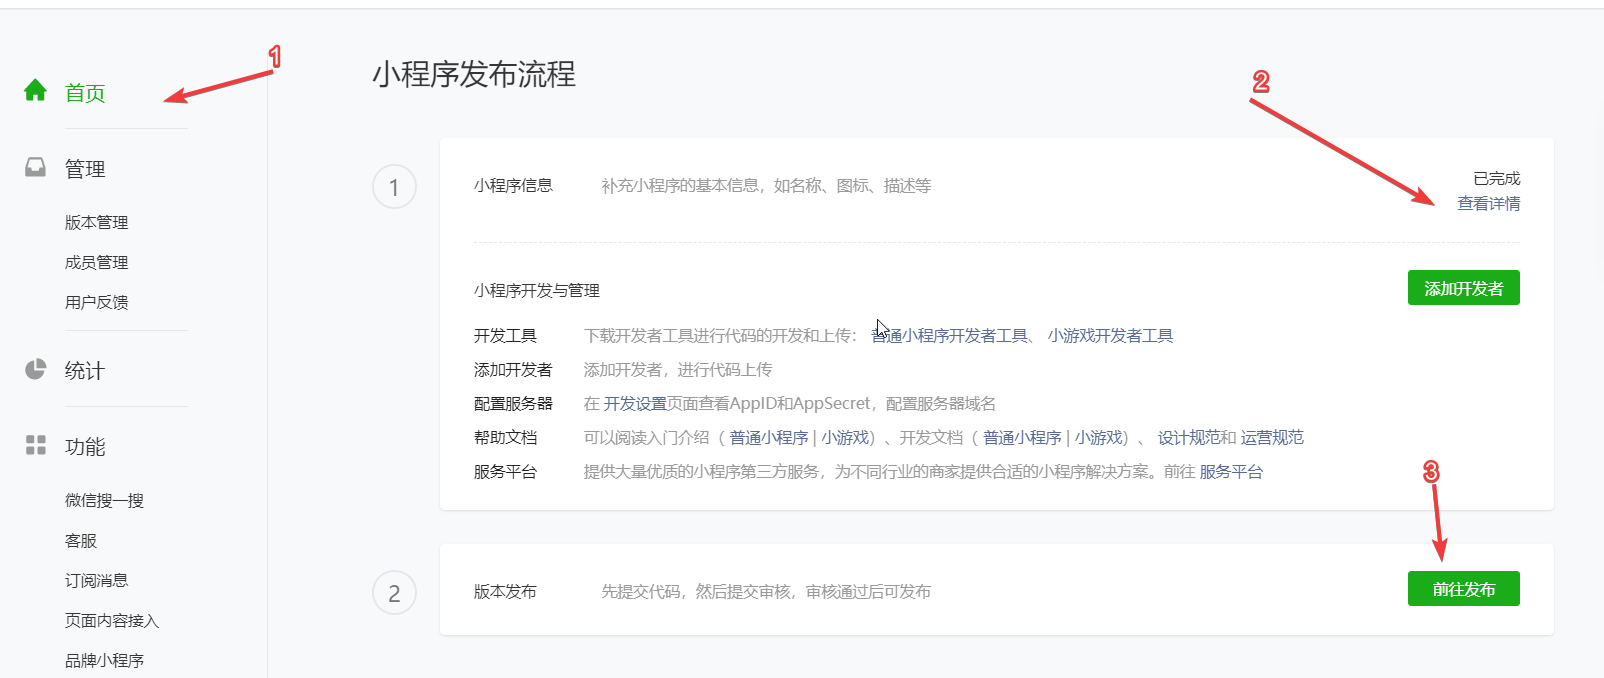 首页
管理
版本管理
成员管理
用户反馈
统计
功能
微信搜一搜
客服
订阅消息
页面内容接入
品牌小程序
1
小程序发布流程
2
1
小程序信息 补充小程序的基本信息，如名称、图标、描述等 已完成
查看详情
小程序开发与管理 添加开发者
开发工具 下载开发者工具进行代码的开发和上传： 普通小程序开发者工具、 小游戏开发者工具
添加开发者 添加开发者，进行代码上传
配置服务器 在 开发设置页面查看AppID和AppSecret，配置服务器域名
帮助文档 可以阅读入门介绍（ 普通小程序 | 小游戏）、开发文档（ 普通小程序 | 小游戏）、 设计规范和 运营规范
服务平台 提供大量优质的小程序第三方服务，为不同行业的商家提供合适的小程序解决方案。前往 服务平台
3
2
版本发布 先提交代码，然后提交审核，审核通过后可发布 前往发布